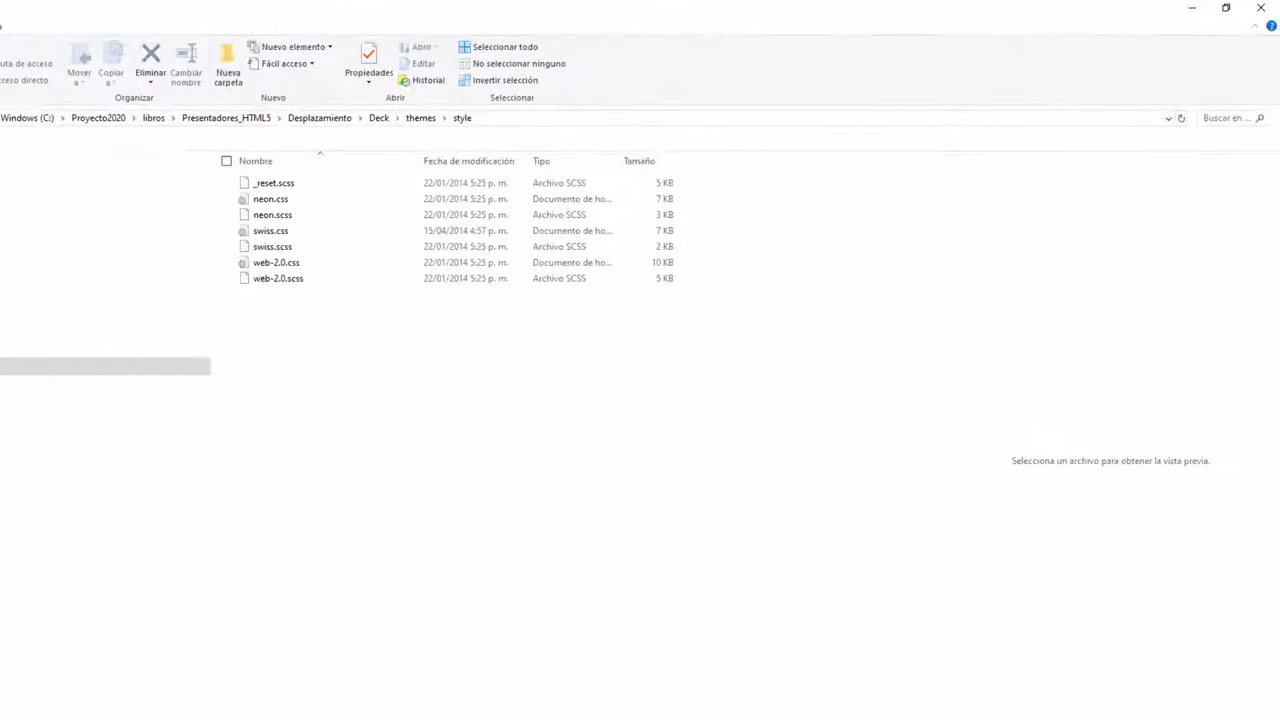 uta de acceso
ceso directo
Mover a
Copiar a
Eliminar
Cambiar nombre
Organizar
Nueva carpeta
Nuevo elemento
Fácil acceso
Nuevo
Propiedades
Abrir
Editar
Historial
Abrir
Seleccionar todo
No seleccionar ninguno
Invertir selección
Seleccionar
Windows (C:) > Proyecto2020 > libros > Presentadores_HTML5 > Desplazamiento > Deck > themes > style
Buscar en ...
Nombre Fecha de modificación Tipo Tamaño
_reset.scss 22/01/2014 5:25 p. m. Archivo SCSS 5 KB
neon.css 22/01/2014 5:25 p. m. Documento de ho... 7 KB
neon.scss 22/01/2014 5:25 p. m. Archivo SCSS 3 KB
swiss.css 15/04/2014 4:57 p. m. Documento de ho... 7 KB
swiss.scss 22/01/2014 5:25 p. m. Archivo SCSS 2 KB
web-2.0.css 22/01/2014 5:25 p. m. Documento de ho... 10 KB
web-2.0.scss 22/01/2014 5:25 p. m. Archivo SCSS 5 KB
Selecciona un archivo para obtener la vista previa.